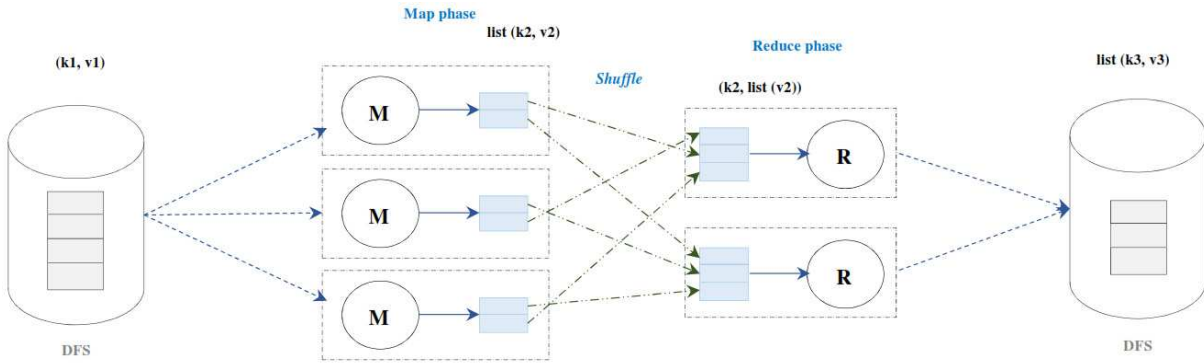 Map phase
list (k2, v2)
Reduce phase
(k1, v1)
list (k3, v3)
Shuffle
(k2, list (v2))
M
R
M
M
R
DFS
DFS